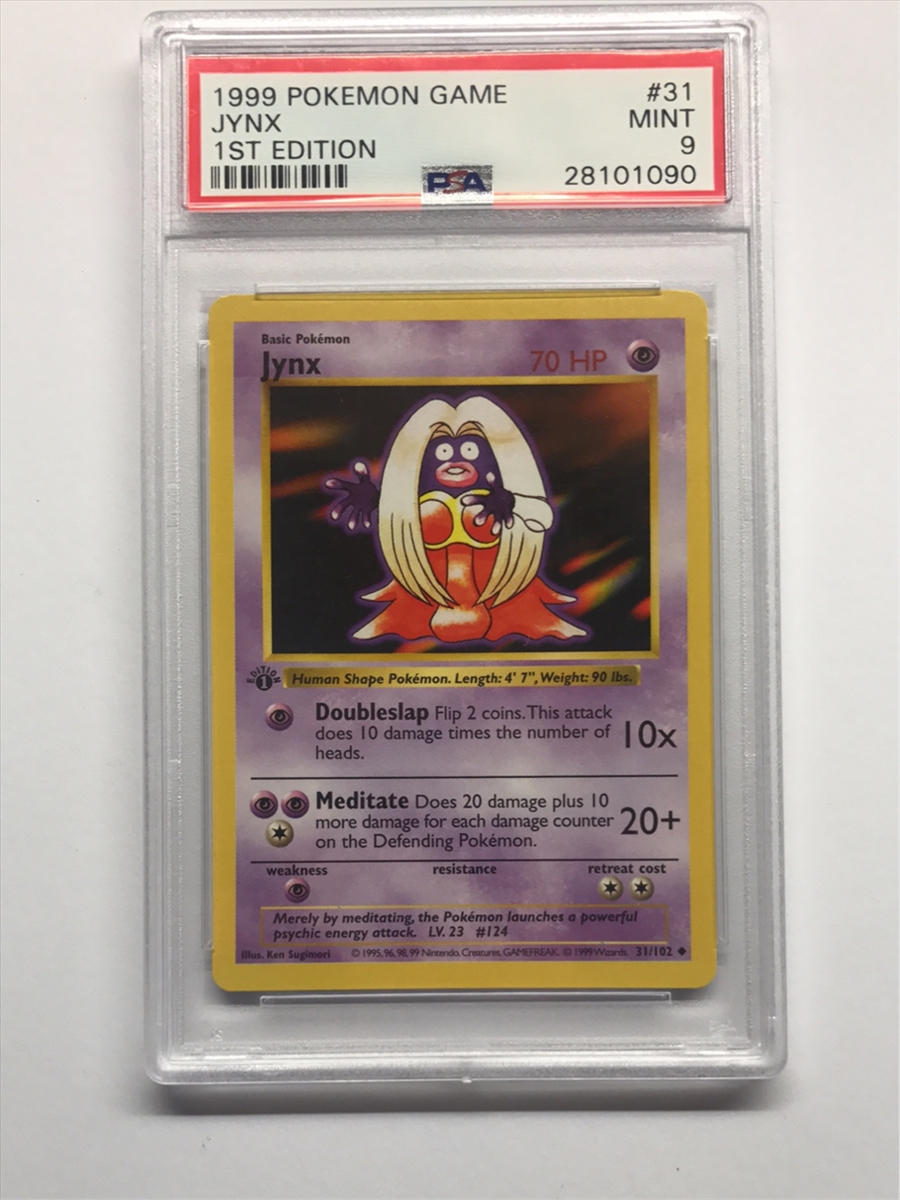 1999 POKEMON GAME #31
JYNX MINT
1ST EDITION 9
PSA 28101090
Basic Pokémon
Jynx 70 HP
EDITION 1
Human Shape Pokémon. Length: 4' 7", Weight: 90 lbs.
Doubleslap Flip 2 coins. This attack
does 10 damage times the number of
heads.
10x
Meditate Does 20 damage plus 10
more damage for each damage counter
on the Defending Pokémon.
20+
weakness resistance retreat cost
Merely by meditating, the Pokémon launches a powerful
psychic energy attack. LV. 23 #124
Illus. Ken Sugimori ©1995, 96, 98, 99 Nintendo, Creatures, GAMEFREAK. ©1999 Wizards. 31/102